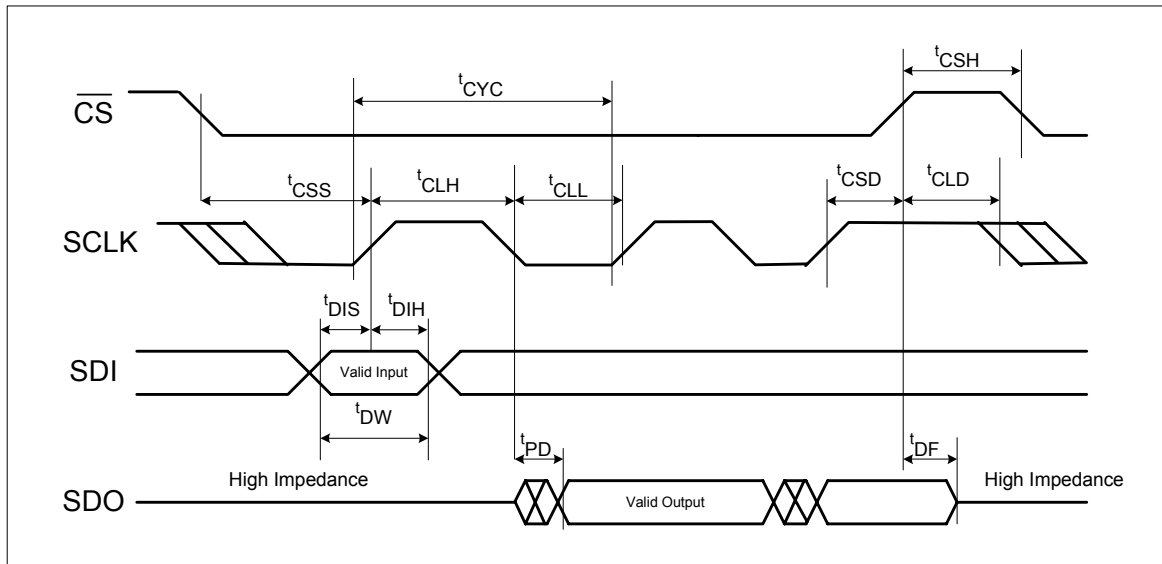 tCSH
tCYC
CS
tCSS
tCLH
tCLL
tCSD
tCLD
SCLK
tDIS
tDIH
SDI
Valid Input
tDW
tPD
tDF
High Impedance
High Impedance
SDO
Valid Output